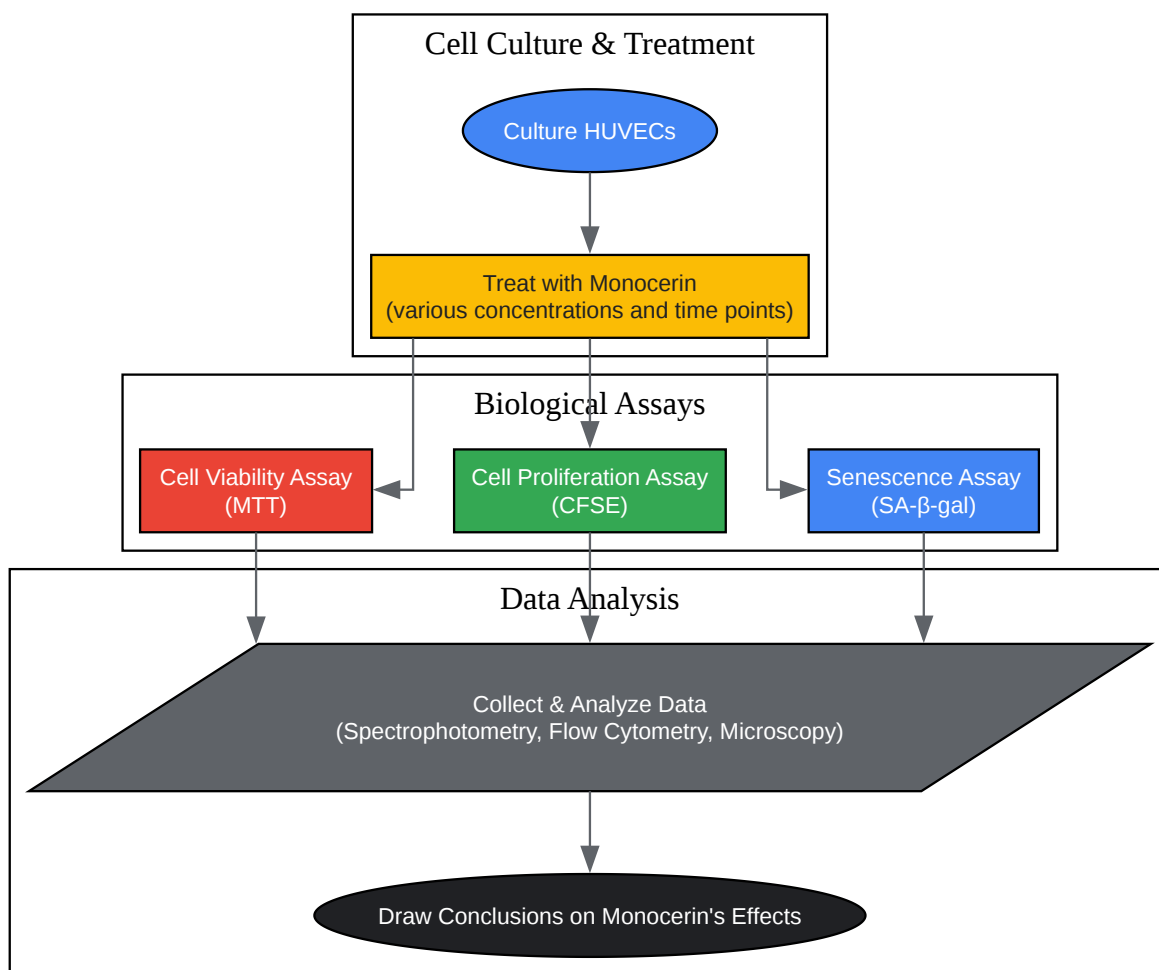 Cell Culture & Treatment
Culture HUVECs
Treat with Monocerin
(various concentrations and time points)
Biological Assays
Cell Viability Assay
(MTT)
Cell Proliferation Assay
(CFSE)
Senescence Assay
(SA-β-gal)
Data Analysis
Collect & Analyze Data
(Spectrophotometry, Flow Cytometry, Microscopy)
Draw Conclusions on Monocerin's Effects